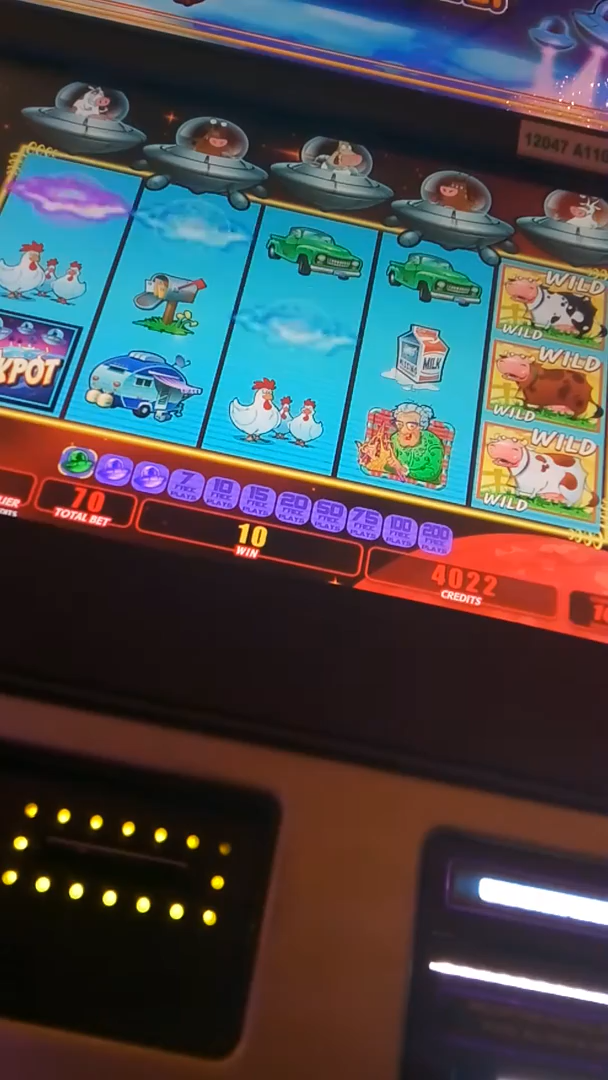 12047 A116
WILD
WILD
WILD
WILD
WILD
WILD
MILK
KPOT
7 FREE PLAYS
10 FREE PLAYS
15 FREE PLAYS
20 FREE PLAYS
50 FREE PLAYS
75 FREE PLAYS
100 FREE PLAYS
200 FREE PLAYS
70
TOTAL BET
10
WIN
4022
CREDITS